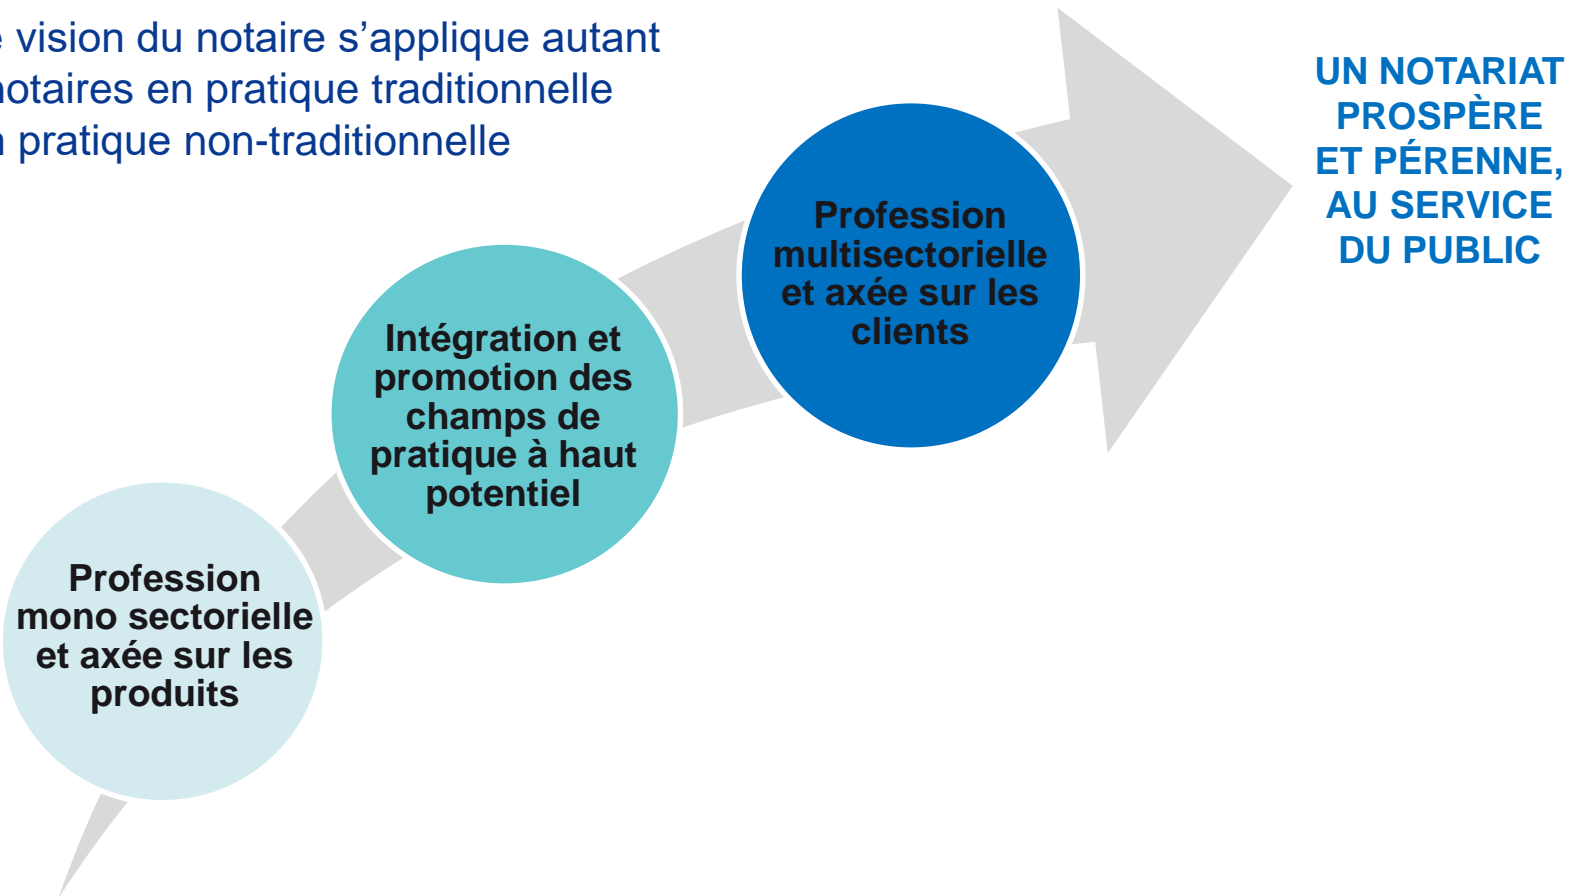 vision du notaire s’applique autant
notaires en pratique traditionnelle
pratique non-traditionnelle
UN NOTARIAT
PROSPÈRE
ET PÉRENNE,
AU SERVICE
DU PUBLIC
Profession
multisectorielle
et axée sur les
clients
Intégration et
promotion des
champs de
pratique à haut
potentiel
Profession
mono sectorielle
et axée sur les
produits